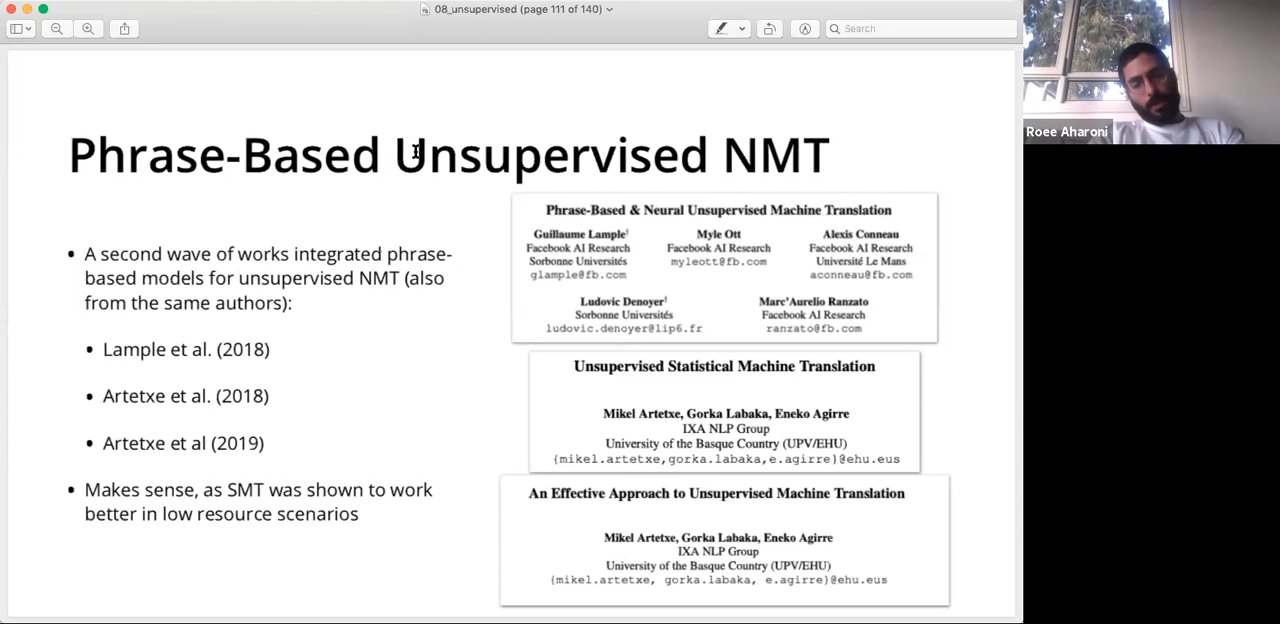 08_unsupervised (page 111 of 140)
Search
Roee Aharoni
Phrase-Based Unsupervised NMT
• A second wave of works integrated phrase-
based models for unsupervised NMT (also
from the same authors):
• Lample et al. (2018)
• Artetxe et al. (2018)
• Artetxe et al (2019)
• Makes sense, as SMT was shown to work
better in low resource scenarios
Phrase-Based & Neural Unsupervised Machine Translation
Guillaume Lample† Myle Ott Alexis Conneau
Facebook AI Research Facebook AI Research Facebook AI Research
Sorbonne Universités myleott@fb.com Université Le Mans
glample@fb.com aconneau@fb.com
Ludovic Denoyer† Marc'Aurelio Ranzato
Sorbonne Universités Facebook AI Research
ludovic.denoyer@lip6.fr ranzato@fb.com
Unsupervised Statistical Machine Translation
Mikel Artetxe, Gorka Labaka, Eneko Agirre
IXA NLP Group
University of the Basque Country (UPV/EHU)
{mikel.artetxe,gorka.labaka,e.agirre}@ehu.eus
An Effective Approach to Unsupervised Machine Translation
Mikel Artetxe, Gorka Labaka, Eneko Agirre
IXA NLP Group
University of the Basque Country (UPV/EHU)
{mikel.artetxe, gorka.labaka, e.agirre}@ehu.eus